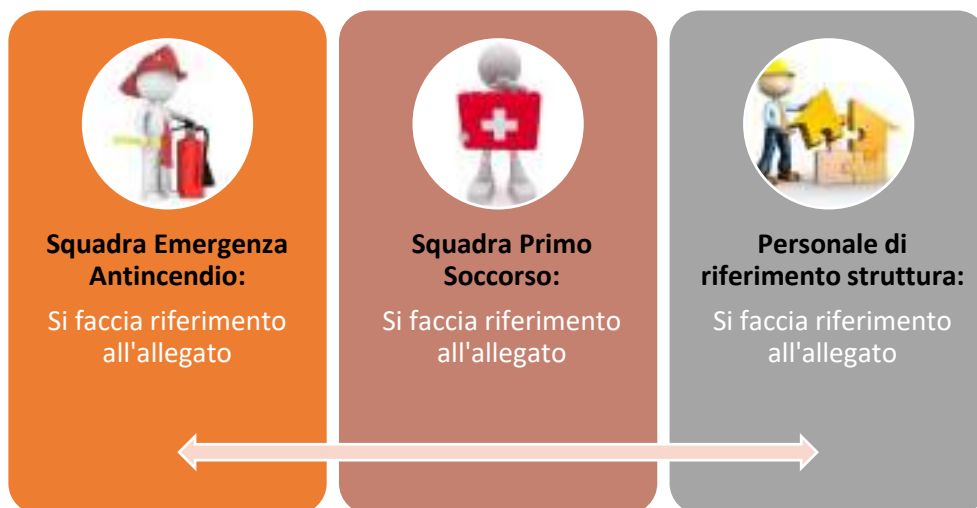 Squadra Emergenza
Antincendio:
Si faccia riferimento
all'allegato
Squadra Primo
Soccorso:
Si faccia riferimento
all'allegato
Personale di
riferimento struttura:
Si faccia riferimento
all'allegato